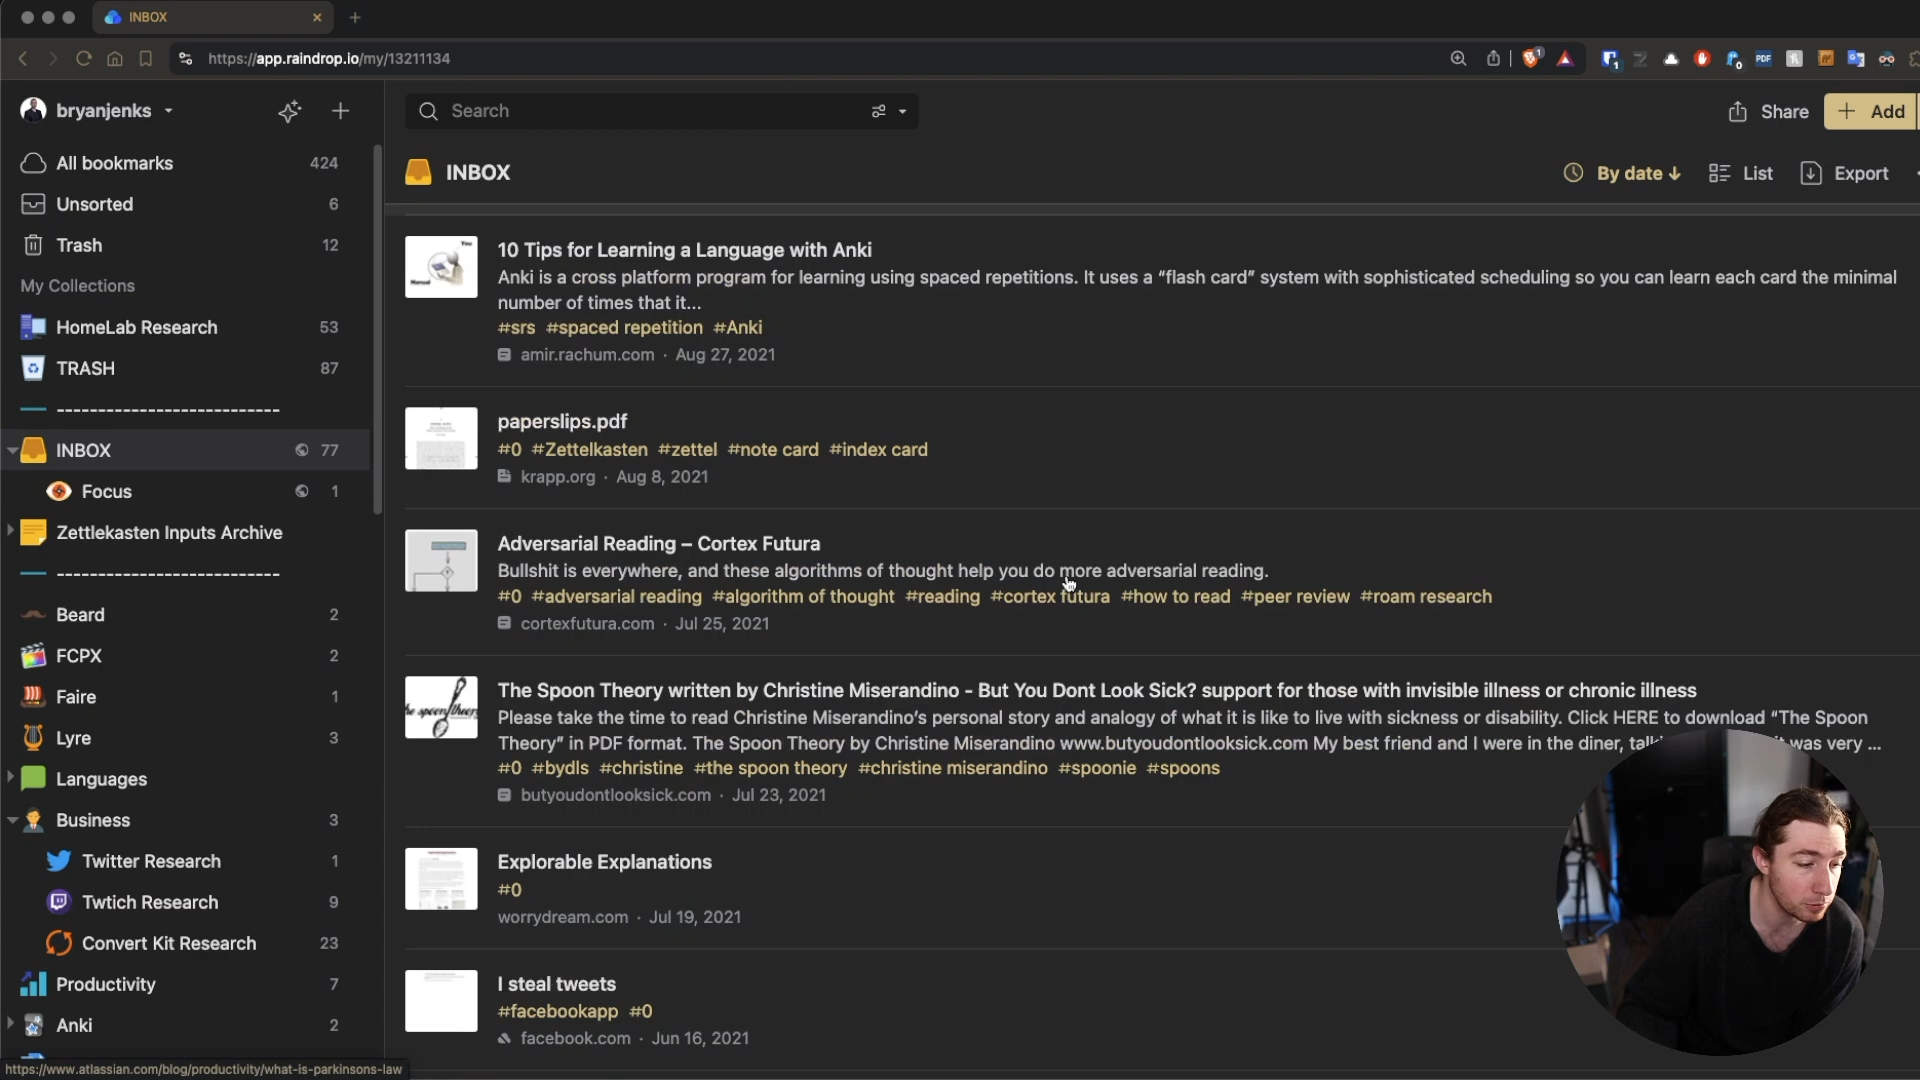 INBOX
https://app.raindrop.io/my/13211134
1
1
0
PDF
bryanjenks
Search
Share
Add
All bookmarks 424
Unsorted 6
Trash 12
My Collections
HomeLab Research 53
TRASH 87
---------------------------
INBOX 77
Focus 1
Zettlekasten Inputs Archive
---------------------------
Beard 2
FCPX 2
Faire 1
Lyre 3
Languages
Business 3
Twitter Research 1
Twtich Research 9
Convert Kit Research 23
Productivity 7
Anki 2
https://www.atlassian.com/blog/productivity/what-is-parkinsons-law
INBOX
By date ↓ List Export
You
Manual
10 Tips for Learning a Language with Anki
Anki is a cross platform program for learning using spaced repetitions. It uses a “flash card” system with sophisticated scheduling so you can learn each card the minimal
number of times that it...
#srs #spaced repetition #Anki
amir.rachum.com · Aug 27, 2021
paperslips.pdf
#0 #Zettelkasten #zettel #note card #index card
krapp.org · Aug 8, 2021
Adversarial Reading – Cortex Futura
Bullshit is everywhere, and these algorithms of thought help you do more adversarial reading.
#0 #adversarial reading #algorithm of thought #reading #cortex futura #how to read #peer review #roam research
cortexfutura.com · Jul 25, 2021
he spoon theory
The Spoon Theory written by Christine Miserandino - But You Dont Look Sick? support for those with invisible illness or chronic illness
Please take the time to read Christine Miserandino’s personal story and analogy of what it is like to live with sickness or disability. Click HERE to download “The Spoon
Theory” in PDF format. The Spoon Theory by Christine Miserandino www.butyoudontlooksick.com My best friend and I were in the diner, it was very ...
#0 #bydls #christine #the spoon theory #christine miserandino #spoonie #spoons
butyoudontlooksick.com · Jul 23, 2021
Explorable Explanations
#0
worrydream.com · Jul 19, 2021
I steal tweets
#facebookapp #0
facebook.com · Jun 16, 2021